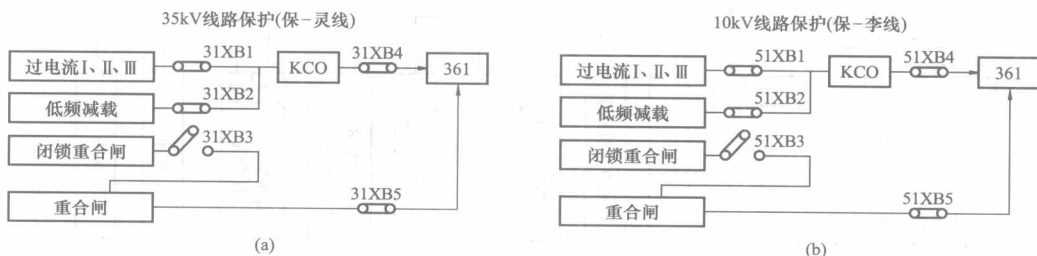 35kV线路保护(保-灵线)
过电流Ⅰ、Ⅱ、Ⅲ
31XB1
KCO
31XB4
361
低频减载
31XB2
闭锁重合闸
31XB3
重合闸
31XB5
(a)
10kV线路保护(保-李线)
过电流Ⅰ、Ⅱ、Ⅲ
51XB1
KCO
51XB4
361
低频减载
51XB2
闭锁重合闸
51XB3
重合闸
51XB5
(b)